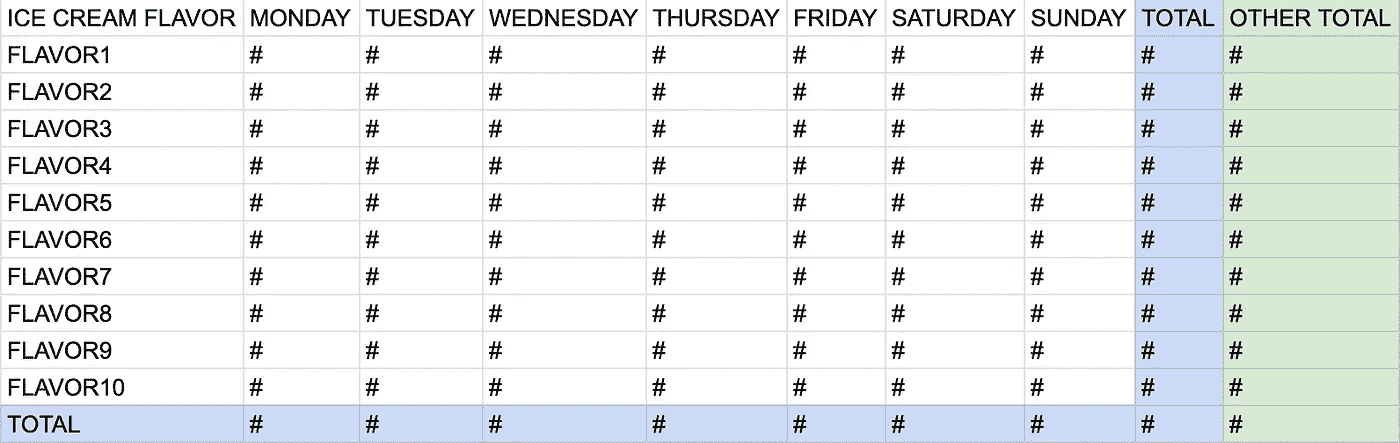 ICE CREAM FLAVOR MONDAY TUESDAY WEDNESDAY THURSDAY FRIDAY SATURDAY SUNDAY TOTAL OTHER TOTAL
FLAVOR1 # # # # # # # # #
FLAVOR2 # # # # # # # # #
FLAVOR3 # # # # # # # # #
FLAVOR4 # # # # # # # # #
FLAVOR5 # # # # # # # # #
FLAVOR6 # # # # # # # # #
FLAVOR7 # # # # # # # # #
FLAVOR8 # # # # # # # # #
FLAVOR9 # # # # # # # # #
FLAVOR10 # # # # # # # # #
TOTAL # # # # # # # # #